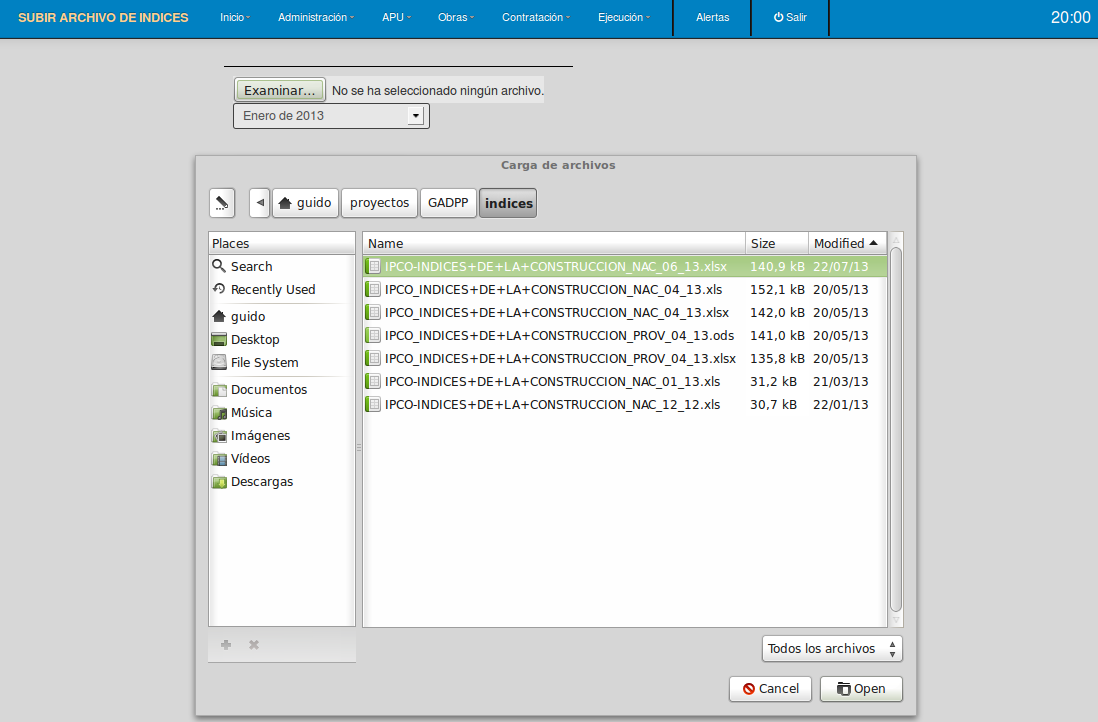 SUBIR ARCHIVO DE INDICES Inicio Administración APU Obras Contratación Ejecución Alertas Salir 20:00
Examinar... No se ha seleccionado ningún archivo.
Enero de 2013
Carga de archivos
guido proyectos GADPP indices
Places Name Size Modified
Search IPCO-INDICES+DE+LA+CONSTRUCCION_NAC_06_13.xlsx 140,9 kB 22/07/13
Recently Used IPCO_INDICES+DE+LA+CONSTRUCCION_NAC_04_13.xls 152,1 kB 20/05/13
IPCO_INDICES+DE+LA+CONSTRUCCION_NAC_04_13.xlsx 142,0 kB 20/05/13
guido
IPCO_INDICES+DE+LA+CONSTRUCCION_PROV_04_13.ods 141,0 kB 20/05/13
Desktop
IPCO_INDICES+DE+LA+CONSTRUCCION_PROV_04_13.xlsx 135,8 kB 20/05/13
File System
IPCO-INDICES+DE+LA+CONSTRUCCION_NAC_01_13.xls 31,2 kB 21/03/13
Documentos
IPCO-INDICES+DE+LA+CONSTRUCCION_NAC_12_12.xls 30,7 kB 22/01/13
Música
Imágenes
Vídeos
Descargas
Todos los archivos
Cancel Open